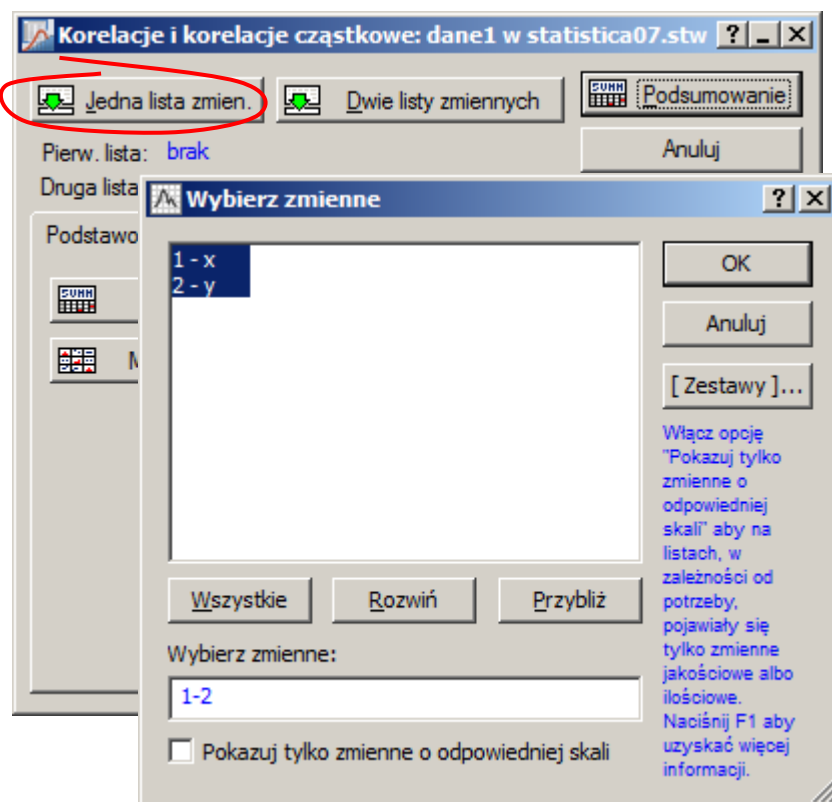 Korelacje i korelacje cząstkowe: dane1 w statistica07.stw
Jedna lista zmien.
Dwie listy zmiennych
Podsumowanie
Pierw. lista: brak
Anuluj
Druga lista
Wybierz zmienne
Podstawo
1 - x
2 - y
OK
Anuluj
[ Zestawy ]...
Włącz opcję
"Pokazuj tylko
zmienne o
odpowiedniej
skali" aby na
listach, w
zależności od
potrzeby,
pojawiały się
tylko zmienne
jakościowe albo
ilościowe.
Naciśnij F1 aby
uzyskać więcej
informacji.
Wszystkie
Rozwiń
Przybliż
Wybierz zmienne:
1-2
Pokazuj tylko zmienne o odpowiedniej skali